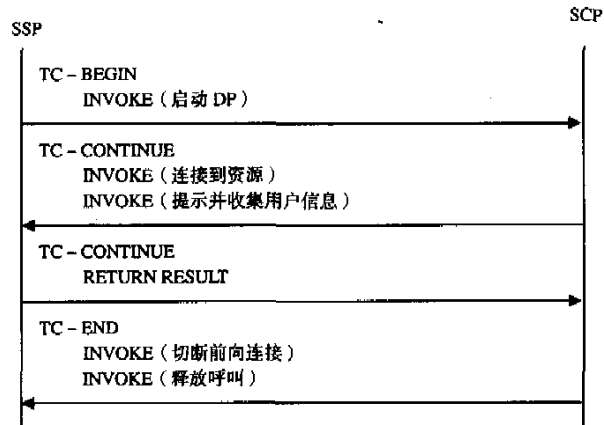 SSP
SCP
TC – BEGIN
INVOKE（启动 DP）
TC – CONTINUE
INVOKE（连接到资源）
INVOKE（提示并收集用户信息）
TC – CONTINUE
RETURN RESULT
TC – END
INVOKE（切断前向连接）
INVOKE（释放呼叫）